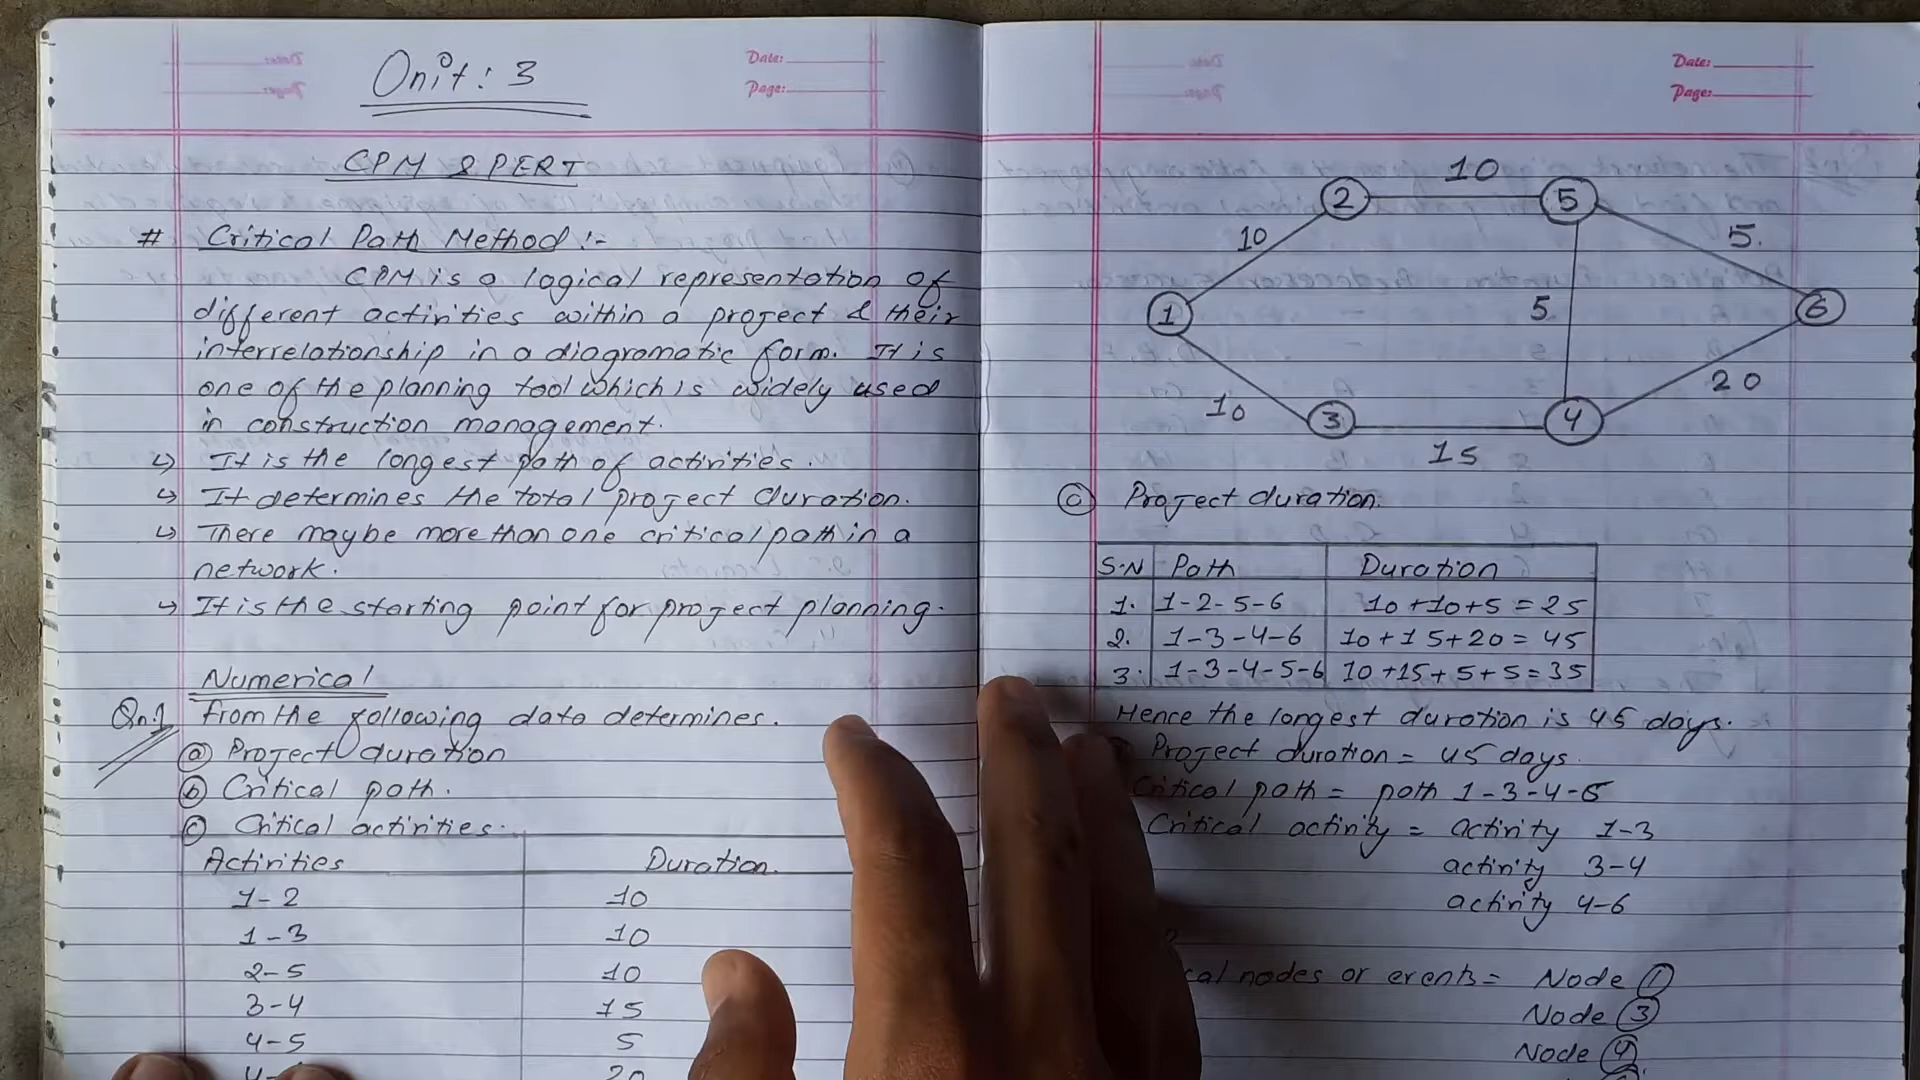 Unit: 3
Date:
Page:
CPM & PERT
# Critical Path Method :-
CPM is a logical representation of
different activities within a project & their
interrelationship in a diagramatic form. It is
one of the planning tool which is widely used
in construction management.
↳ It is the longest path of activities.
↳ It determines the total project duration.
↳ There maybe more than one critical path in a
network.
↳ It is the starting point for project planning.
Numerical
Qn.1 from the following data determines.
(a) Project duration
(b) Critical path.
(c) Critical activities.
Activities Duration.
1-2 10
1-3 10
2-5 10
3-4 15
4-5 5
20
Date:
Page:
10
2 5
10 5.
1 5 6
10 20
3 4
15
(a) Project duration.
S.N Path Duration
1. 1-2-5-6 10+10+5 = 25
2. 1-3-4-6 10+15+20 = 45
3. 1-3-4-5-6 10+15+5+5=35
Hence the longest duration is 45 days.
Project duration = 45 days.
Critical path = path 1-3-4-6
Critical activity = activity 1-3
activity 3-4
activity 4-6
nodes or events = Node 1
Node 3
Node 4